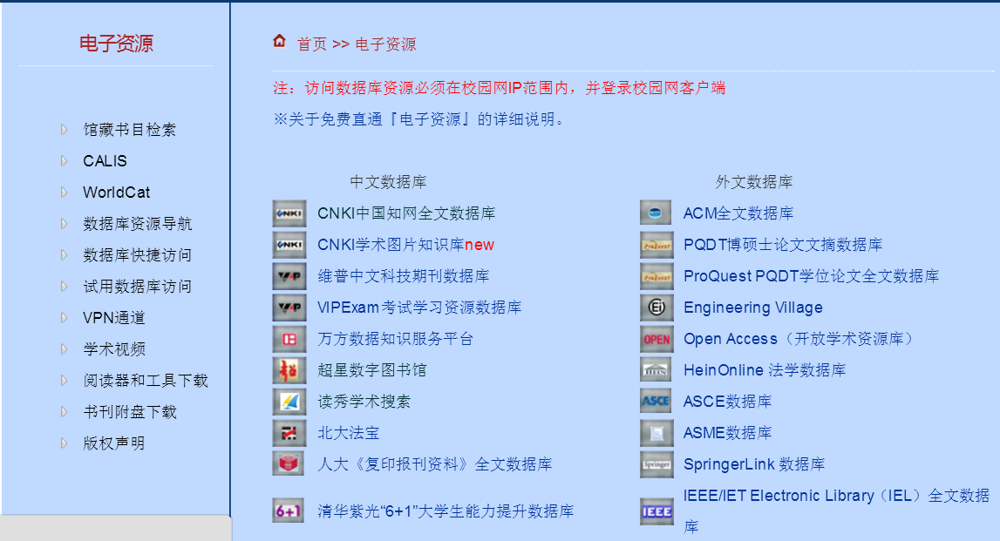 电子资源
馆藏书目检索
CALIS
WorldCat
数据库资源导航
数据库快捷访问
试用数据库访问
VPN通道
学术视频
阅读器和工具下载
书刊附盘下载
版权声明
首页 >> 电子资源
注：访问数据库资源必须在校园网IP范围内，并登录校园网客户端
※关于免费直通『电子资源』的详细说明。
中文数据库
CNKI CNKI中国知网全文数据库
CNKI CNKI学术图片知识库new
VIP 维普中文科技期刊数据库
VIP VIPExam考试学习资源数据库
万方数据知识服务平台
超星数字图书馆
读秀学术搜索
北大法宝
人大《复印报刊资料》全文数据库
6+1 清华紫光“6+1”大学生能力提升数据库
外文数据库
ACM全文数据库
ProQuest PQDT博硕士论文文摘数据库
ProQuest ProQuest PQDT学位论文全文数据库
Ei Engineering Village
OPEN Open Access（开放学术资源库）
HEIN HeinOnline 法学数据库
ASCE ASCE数据库
ASME数据库
Springer SpringerLink 数据库
IEEE IEEE/IET Electronic Library（IEL）全文数据
库